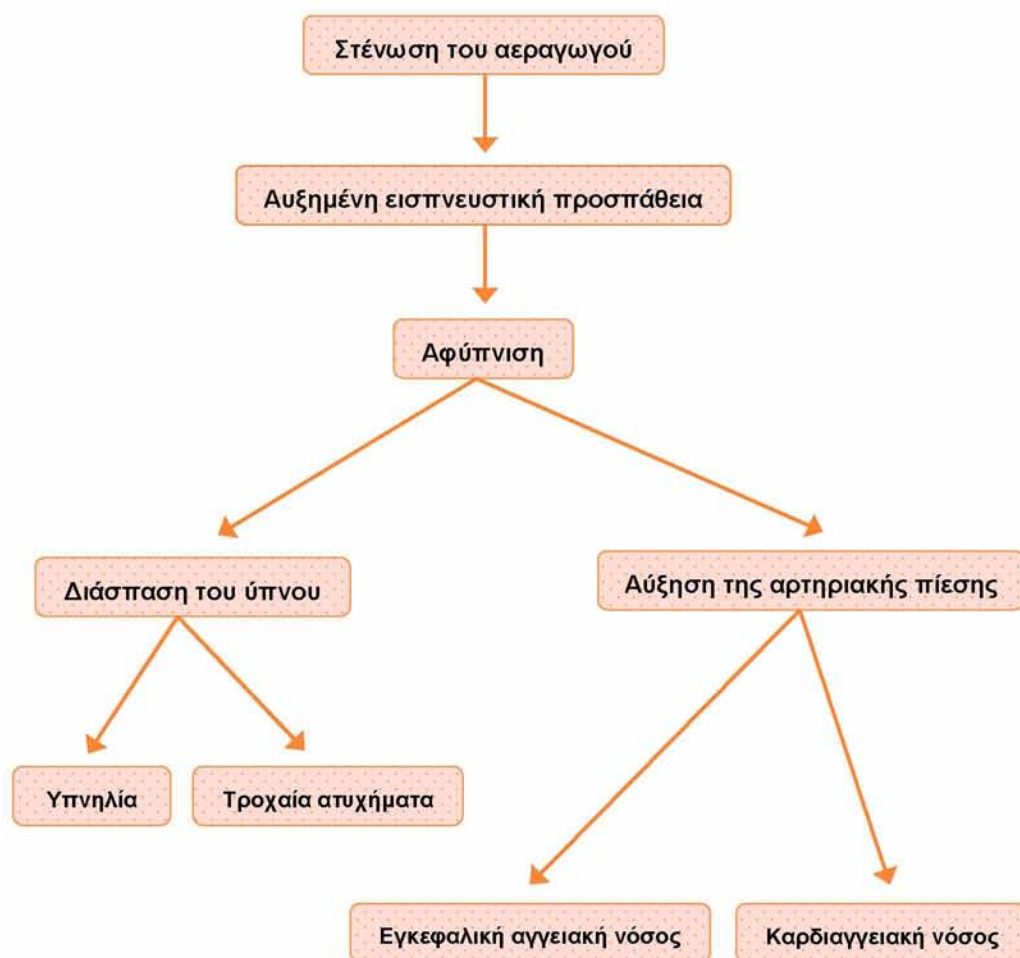 Στένωση του αεραγωγού
Αυξημένη εισπνευστική προσπάθεια
Αφύπνιση
Διάσπαση του ύπνου
Αύξηση της αρτηριακής πίεσης
Υπνηλία
Τροχαία ατυχήματα
Εγκεφαλική αγγειακή νόσος
Καρδιαγγειακή νόσος